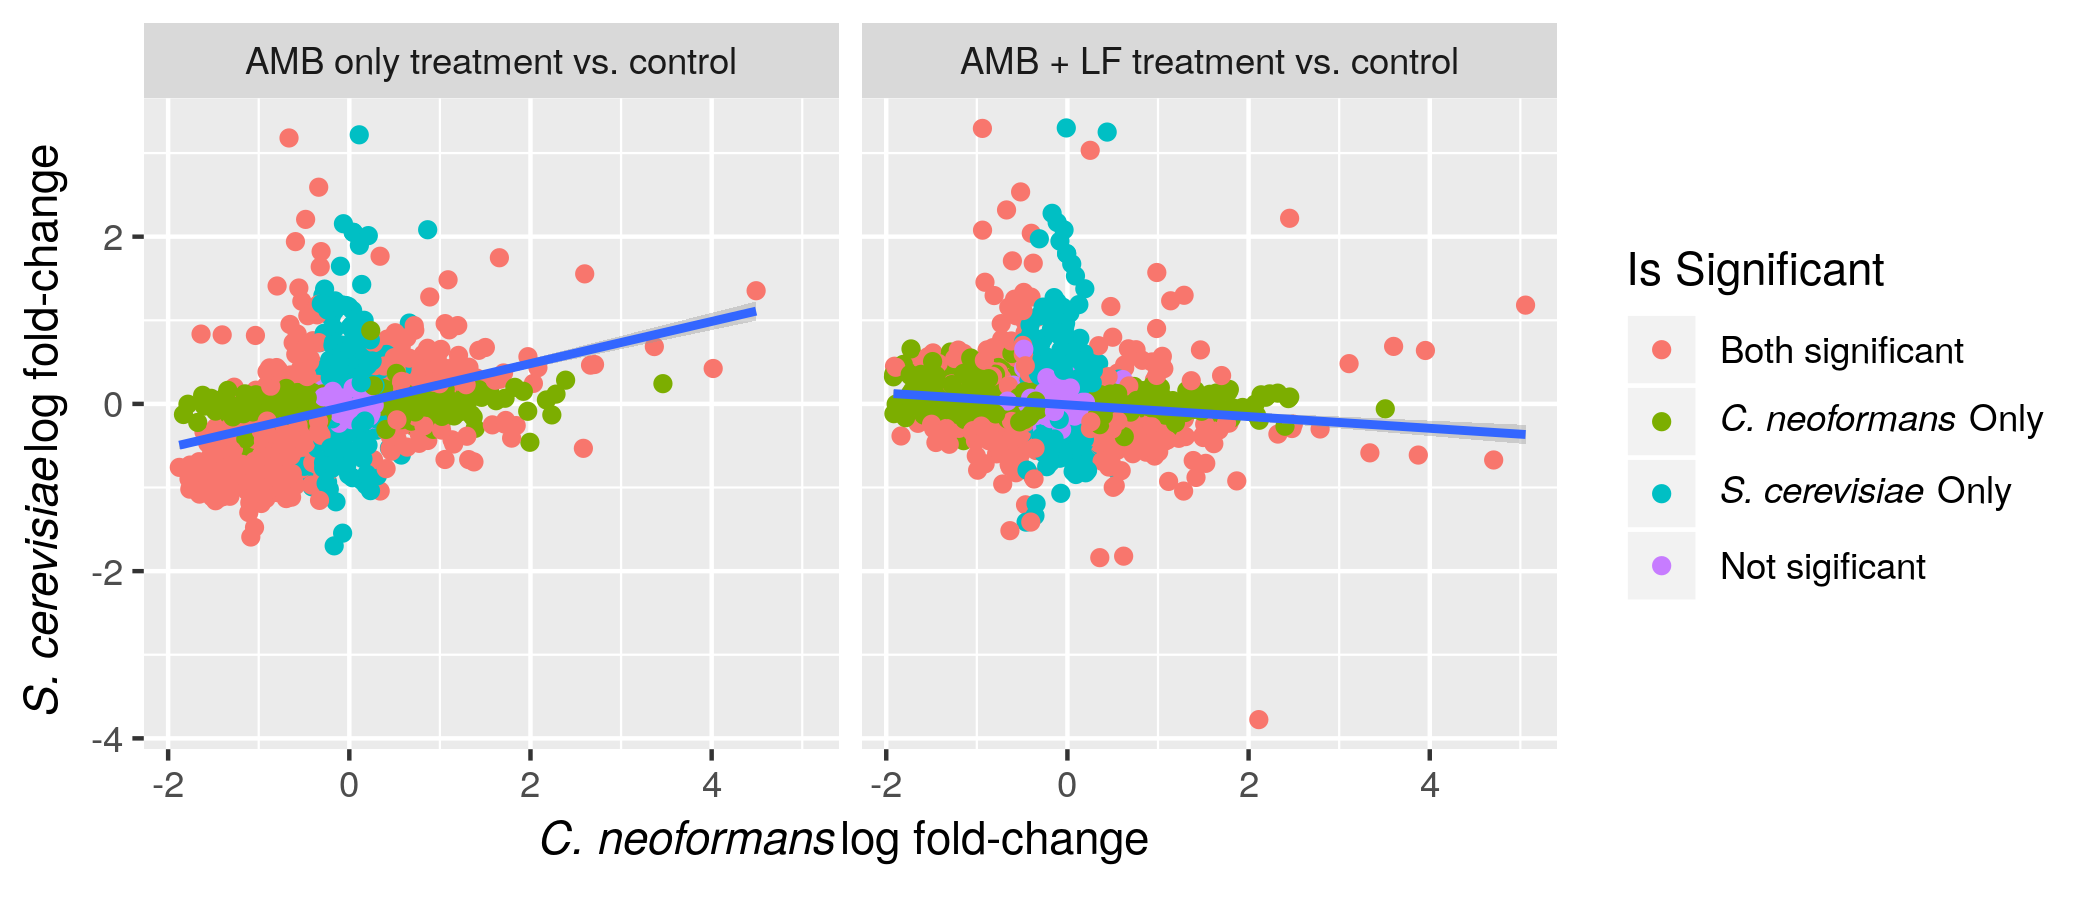 AMB only treatment vs. control
AMB + LF treatment vs. control
S. cerevisiae log fold-change
2
0
-2
-4
-2 0 2 4
-2 0 2 4
C. neoformans log fold-change
Is Significant
Both significant
C. neoformans Only
S. cerevisiae Only
Not sigificant